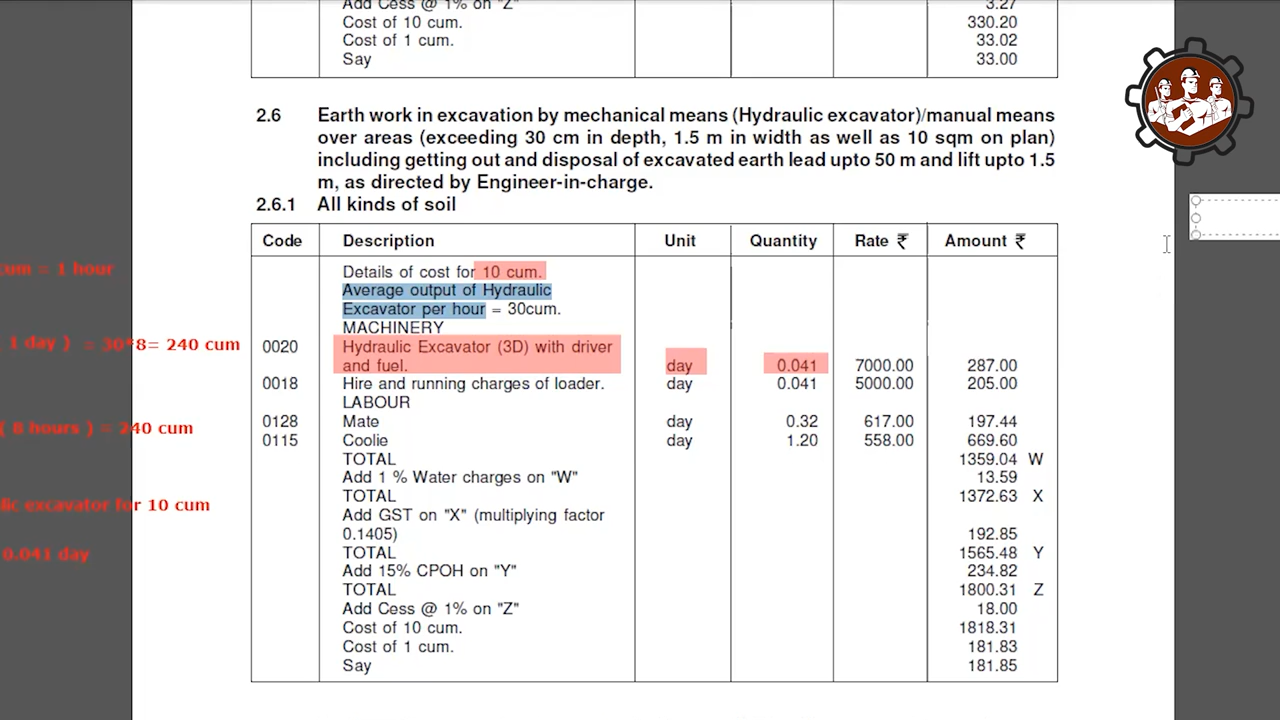 Add Cess @ 1% on "Z" 3.27
Cost of 10 cum. 330.20
Cost of 1 cum. 33.02
Say 33.00
2.6 Earth work in excavation by mechanical means (Hydraulic excavator)/manual means
over areas (exceeding 30 cm in depth, 1.5 m in width as well as 10 sqm on plan)
including getting out and disposal of excavated earth lead upto 50 m and lift upto 1.5
m, as directed by Engineer-in-charge.
2.6.1 All kinds of soil
Code Description Unit Quantity Rate ₹ Amount ₹
Details of cost for 10 cum.
Average output of Hydraulic
Excavator per hour = 30cum.
MACHINERY
0020 Hydraulic Excavator (3D) with driver
and fuel. day 0.041 7000.00 287.00
0018 Hire and running charges of loader. day 0.041 5000.00 205.00
LABOUR
0128 Mate day 0.32 617.00 197.44
0115 Coolie day 1.20 558.00 669.60
TOTAL 1359.04 W
Add 1 % Water charges on "W" 13.59
TOTAL 1372.63 X
Add GST on "X" (multiplying factor
0.1405) 192.85
TOTAL 1565.48 Y
Add 15% CPOH on "Y" 234.82
TOTAL 1800.31 Z
Add Cess @ 1% on "Z" 18.00
Cost of 10 cum. 1818.31
Cost of 1 cum. 181.83
Say 181.85
cum = 1 hour
1 day ) = 30*8= 240 cum
( 8 hours ) = 240 cum
lic excavator for 10 cum
0.041 day